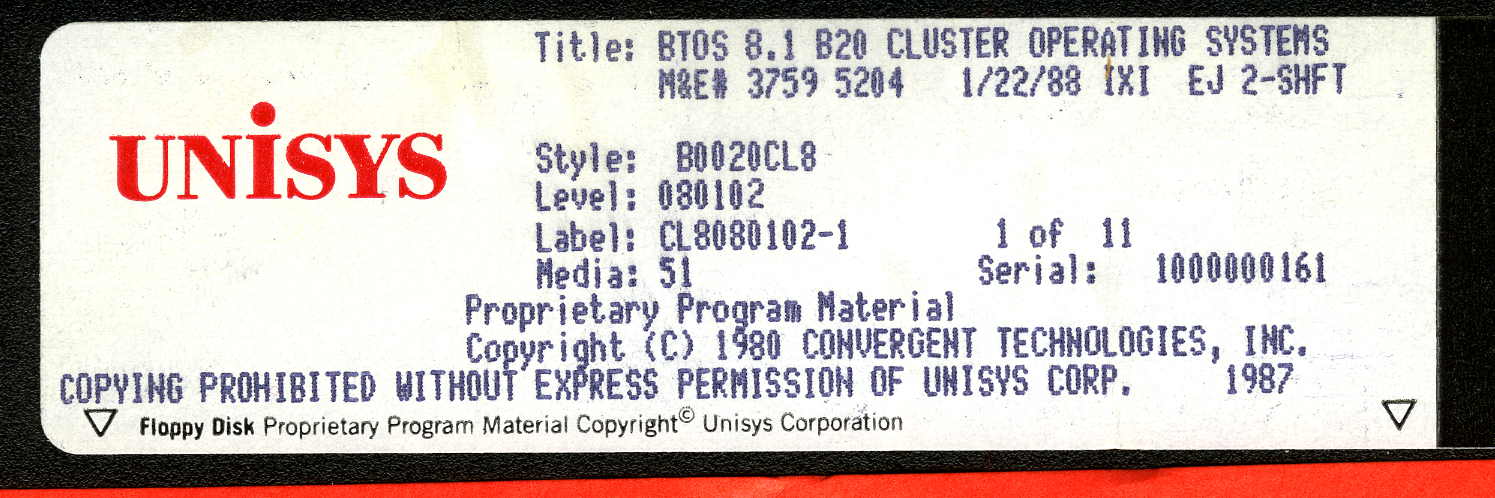 Title: BTOS 8.1 B20 CLUSTER OPERATING SYSTEMS
M&E# 3759 5204 1/22/88 IXI EJ 2-SHFT
UNiSYS
Style: B0020CL8
Level: 080102
Label: CL8080102-1 1 of 11
Media: 51 Serial: 1000000161
Proprietary Program Material
Copyright (C) 1980 CONVERGENT TECHNOLOGIES, INC.
COPYING PROHIBITED WITHOUT EXPRESS PERMISSION OF UNISYS CORP. 1987
Floppy Disk Proprietary Program Material Copyright© Unisys Corporation